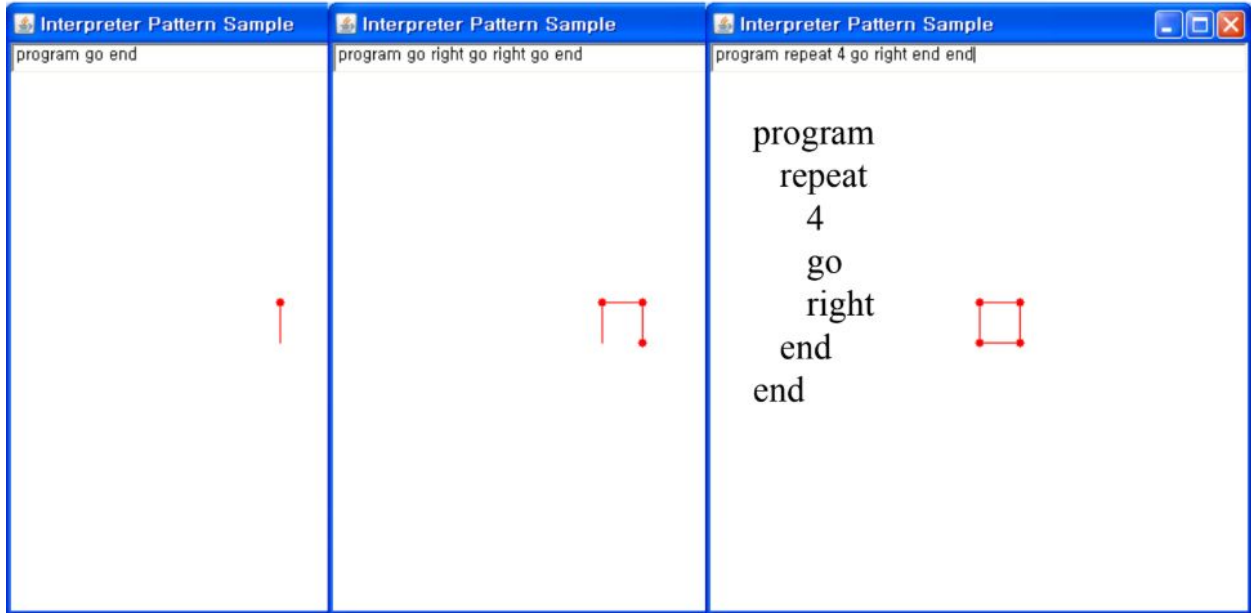 Interpreter Pattern Sample
program go end
Interpreter Pattern Sample
program go right go right go end
Interpreter Pattern Sample
program repeat 4 go right end end
program
repeat
4
go
right
end
end